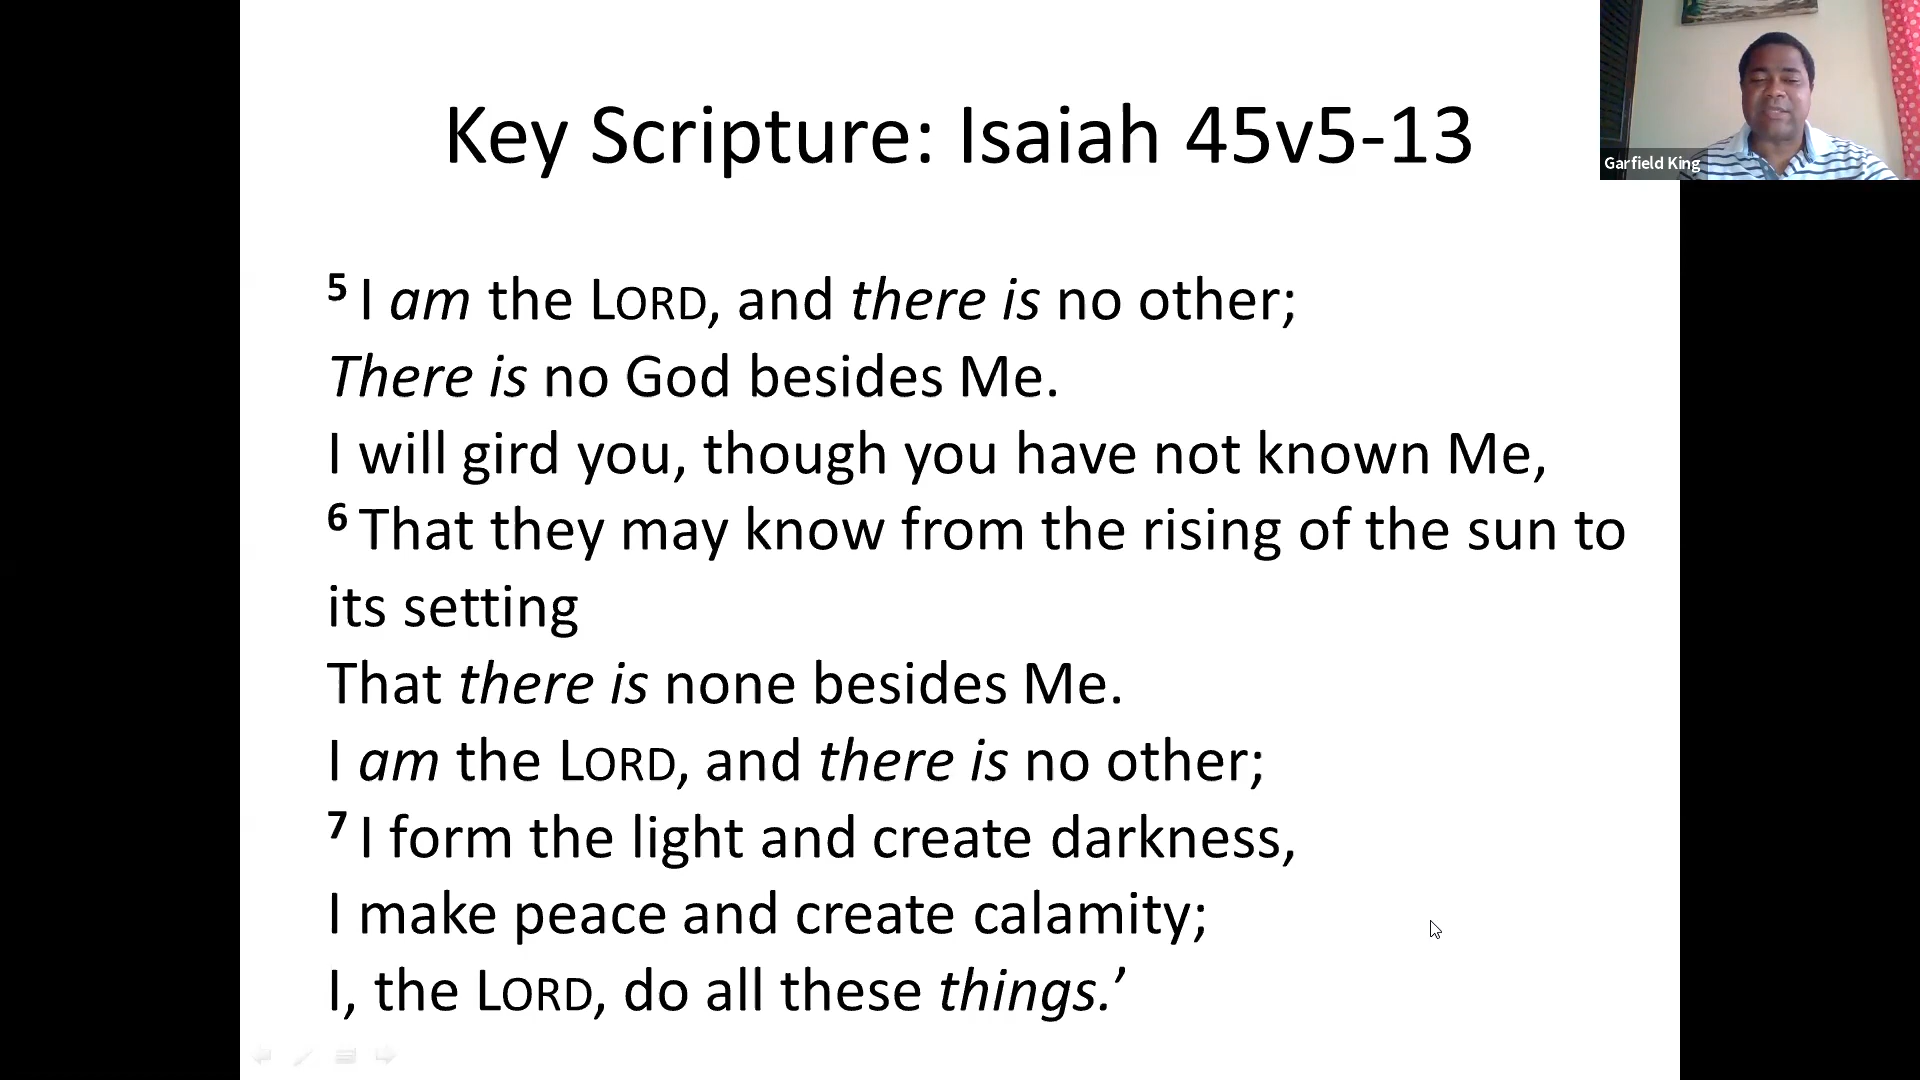 Key Scripture: Isaiah 45v5-13
Garfield King
5 I am the LORD, and there is no other;
There is no God besides Me.
I will gird you, though you have not known Me,
6 That they may know from the rising of the sun to
its setting
That there is none besides Me.
I am the LORD, and there is no other;
7 I form the light and create darkness,
I make peace and create calamity;
I, the LORD, do all these things.’